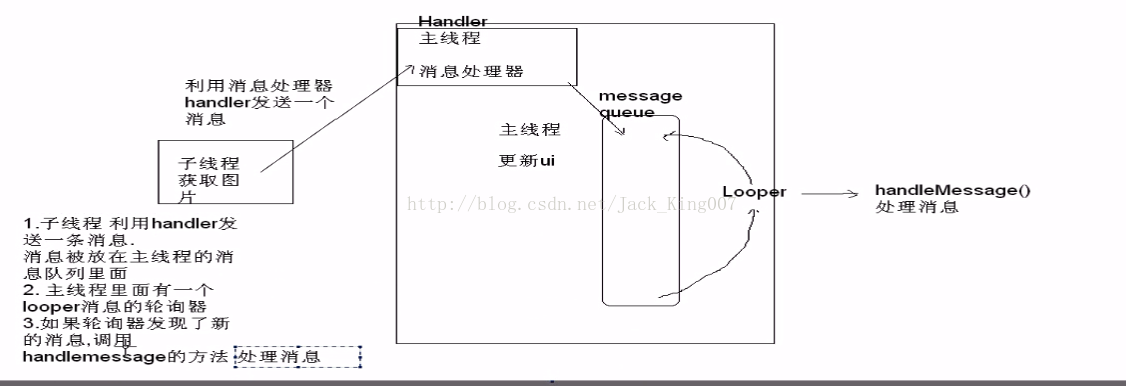 Handler
主线程
消息处理器
利用消息处理器
handler发送一个
消息
message
queue
主线程
更新ui
子线程
获取图
片
Looper
handleMessage()
处理消息
http://blog.csdn.net/Jack_King007
1.子线程 利用handler发
送一条消息.
消息被放在主线程的消
息队列里面
2. 主线程里面有一个
looper消息的轮询器
3.如果轮询器发现了新
的消息,调用
handlemessage的方法 处理消息